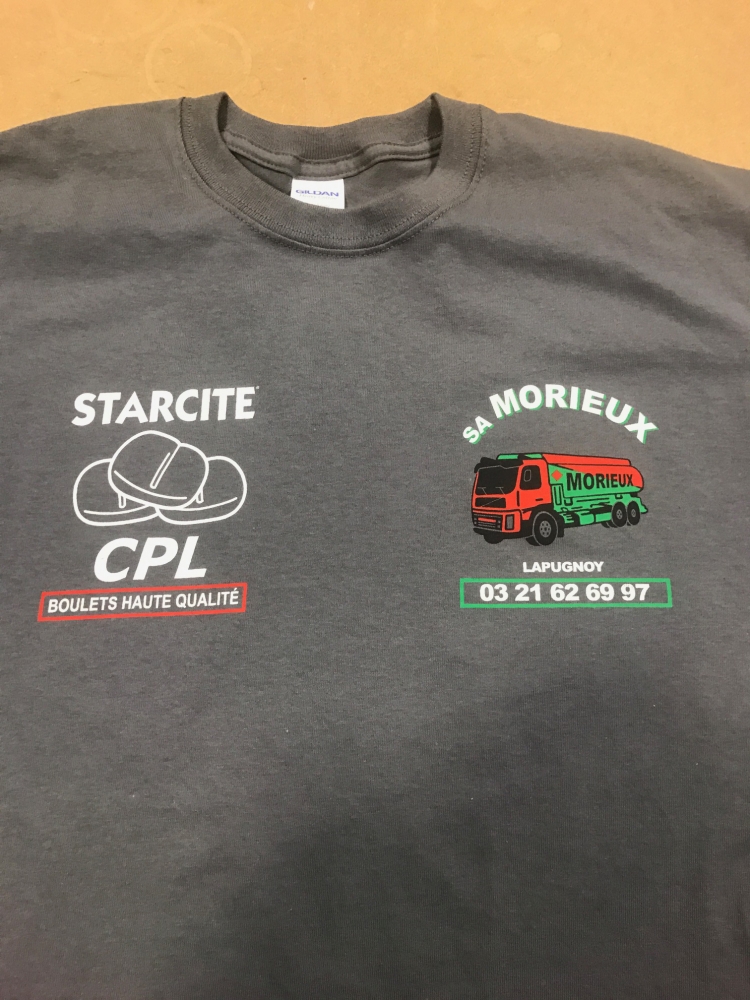 GILDAN
STARCITE
CPL
BOULETS HAUTE QUALITÉ
SA MORIEUX
MORIEUX
LAPUGNOY
03 21 62 69 97